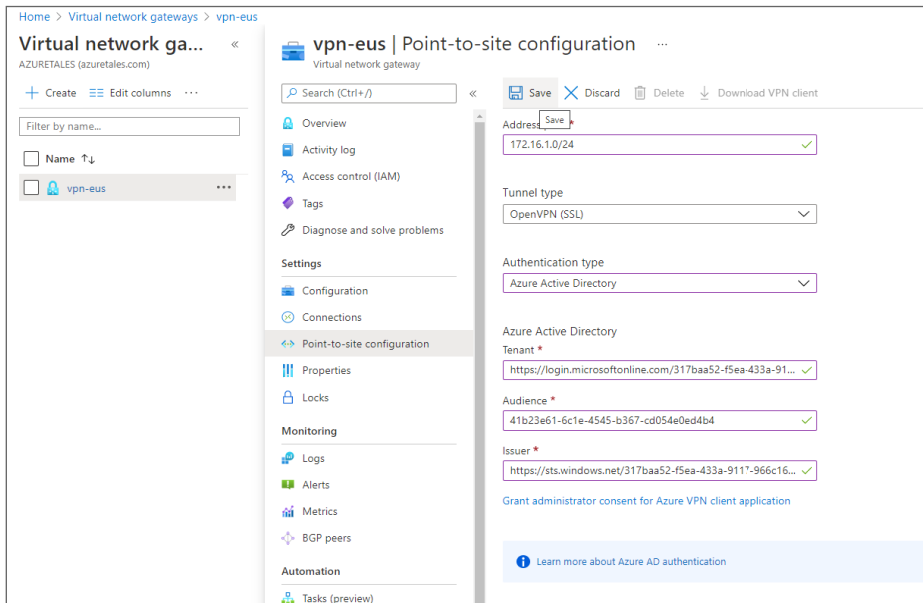 Home > Virtual network gateways > vpn-eus
Virtual network ga... «
AZURETALES (azuretales.com)
+ Create Edit columns ...
Filter by name...
Name ↑↓
vpn-eus ...
vpn-eus | Point-to-site configuration ...
Virtual network gateway
Search (Ctrl+/) «
Overview
Activity log
Access control (IAM)
Tags
Diagnose and solve problems
Settings
Configuration
Connections
Point-to-site configuration
Properties
Locks
Monitoring
Logs
Alerts
Metrics
BGP peers
Automation
Tasks (preview)
Save Discard Delete Download VPN client
Save
Address *
172.16.1.0/24
Tunnel type
OpenVPN (SSL)
Authentication type
Azure Active Directory
Azure Active Directory
Tenant *
https://login.microsoftonline.com/317baa52-f5ea-433a-91...
Audience *
41b23e61-6c1e-4545-b367-cd054e0ed4b4
Issuer *
https://sts.windows.net/317baa52-f5ea-433a-9117-966c16...
Grant administrator consent for Azure VPN client application
Learn more about Azure AD authentication